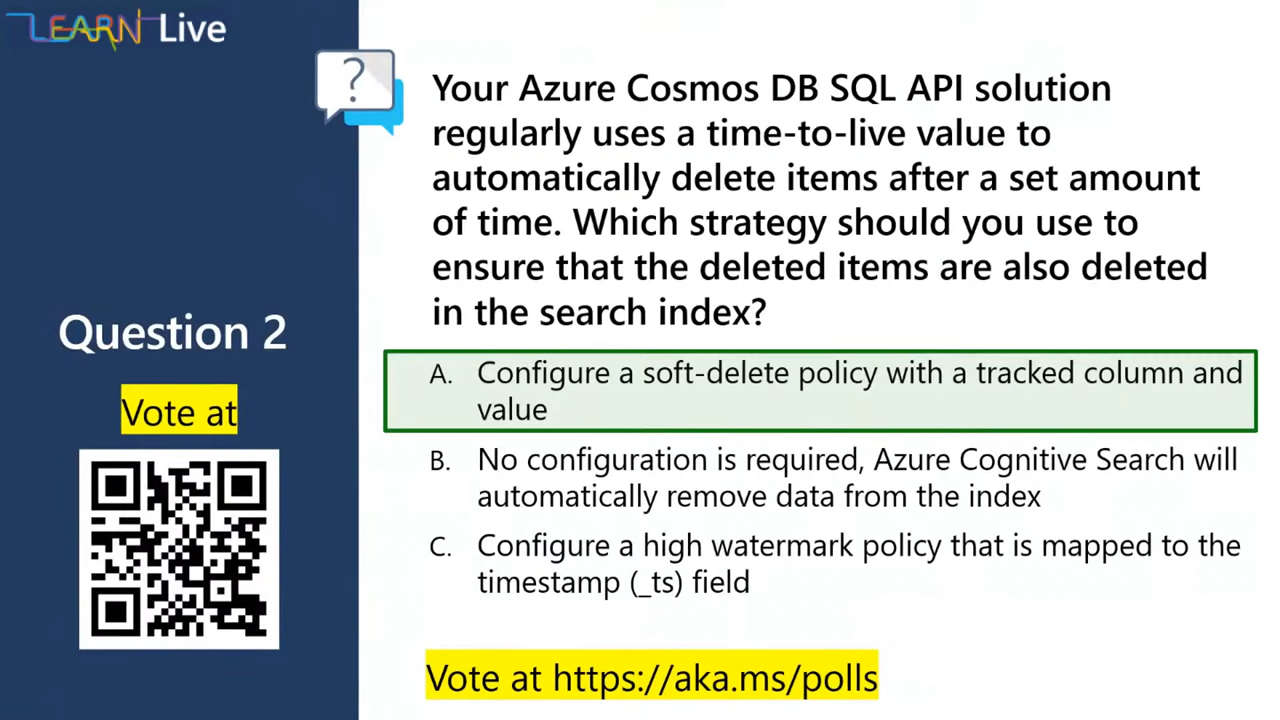 LEARN Live
?
Your Azure Cosmos DB SQL API solution
regularly uses a time-to-live value to
automatically delete items after a set amount
of time. Which strategy should you use to
ensure that the deleted items are also deleted
in the search index?
Question 2
Vote at
A. Configure a soft-delete policy with a tracked column and
value
B. No configuration is required, Azure Cognitive Search will
automatically remove data from the index
C. Configure a high watermark policy that is mapped to the
timestamp (_ts) field
Vote at https://aka.ms/polls